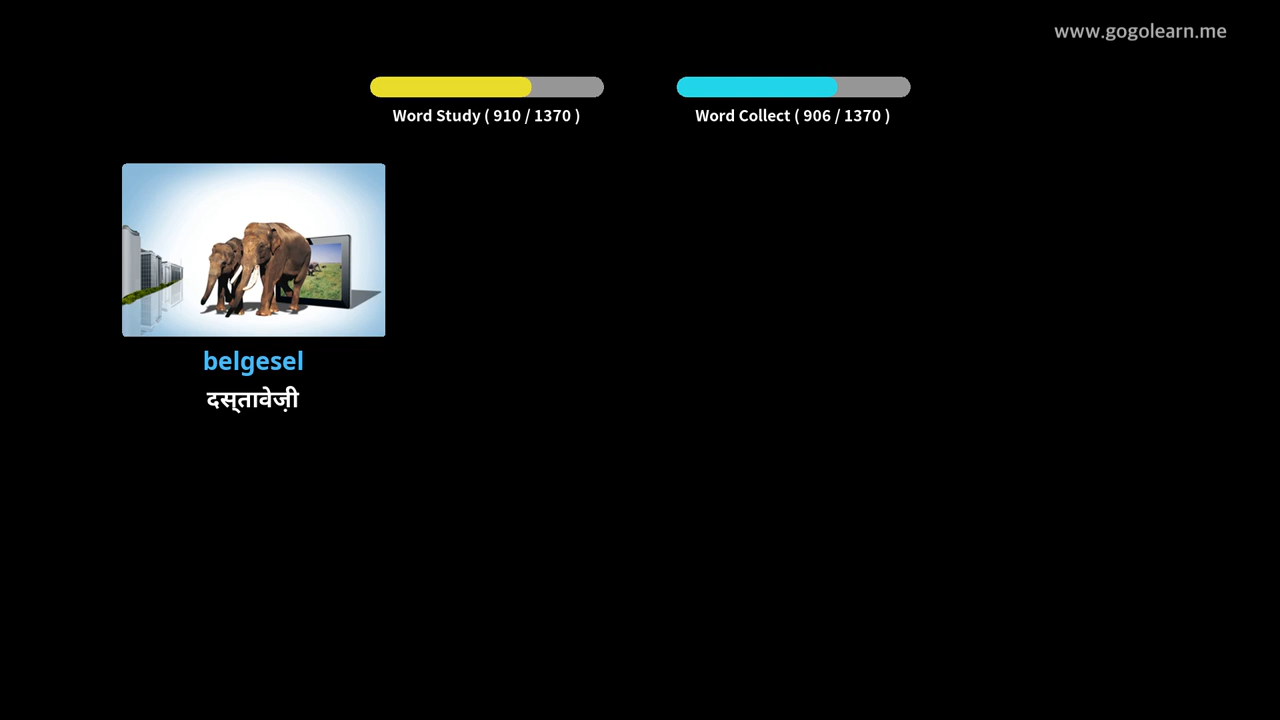 www.gogolearn.me
Word Study ( 910 / 1370 )
Word Collect ( 906 / 1370 )
belgesel
दस्तावेज़ी